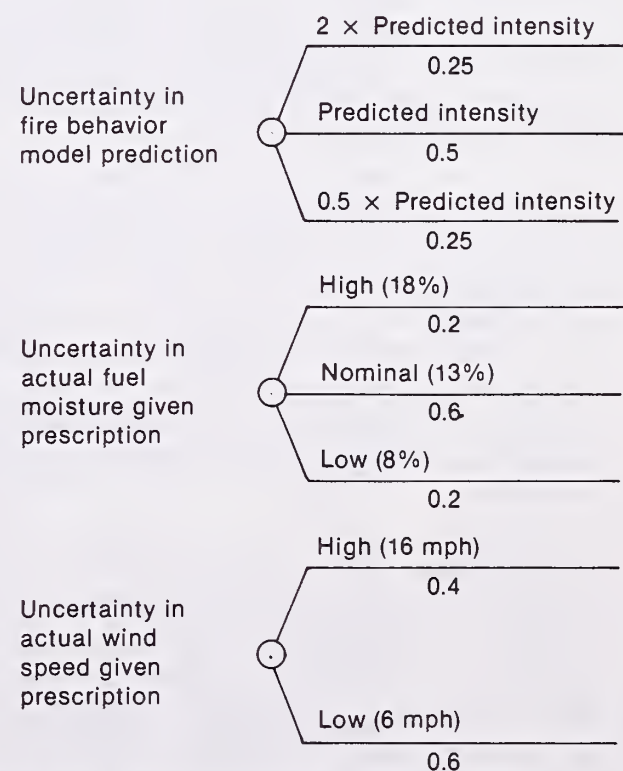 2 × Predicted intensity
0.25
Uncertainty in
fire behavior
model prediction
Predicted intensity
0.5
0.5 × Predicted intensity
0.25
High (18%)
0.2
Uncertainty in
actual fuel
moisture given
prescription
Nominal (13%)
0.6
Low (8%)
0.2
High (16 mph)
0.4
Uncertainty in
actual wind
speed given
prescription
Low (6 mph)
0.6